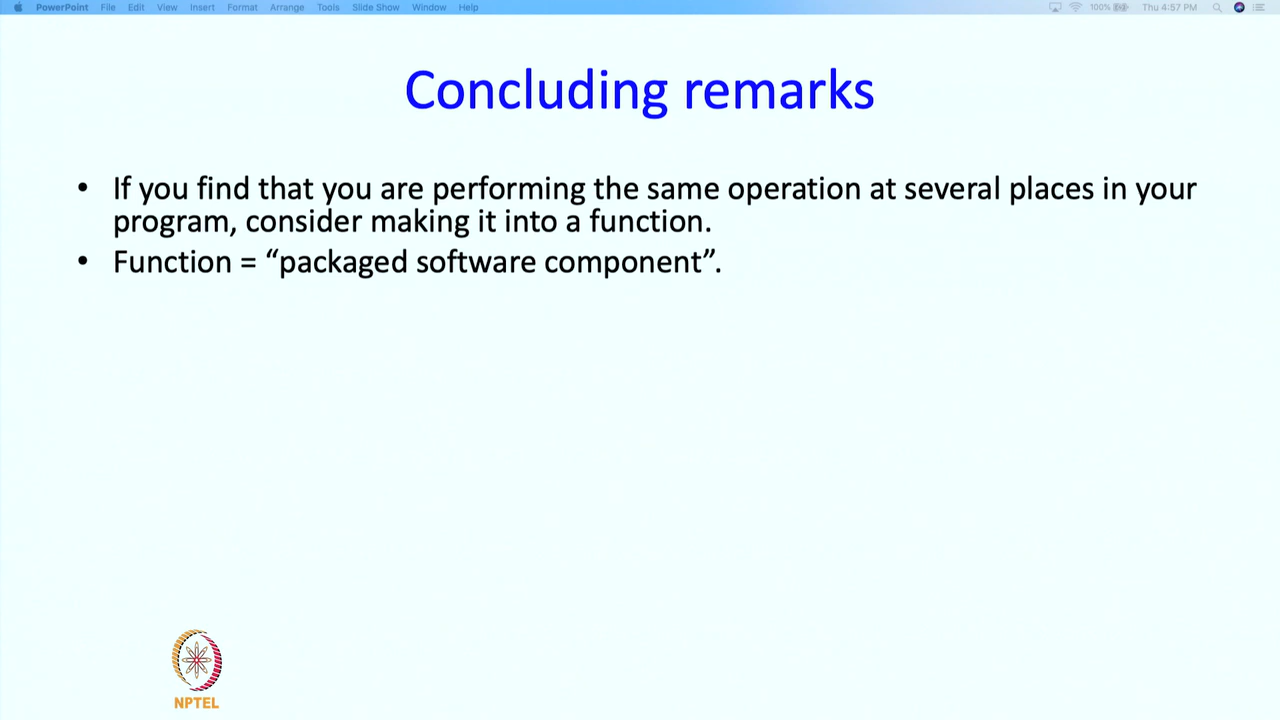 PowerPoint File Edit View Insert Format Arrange Tools Slide Show Window Help 100% Thu 4:57 PM
Concluding remarks
• If you find that you are performing the same operation at several places in your
program, consider making it into a function.
• Function = “packaged software component”.
NPTEL